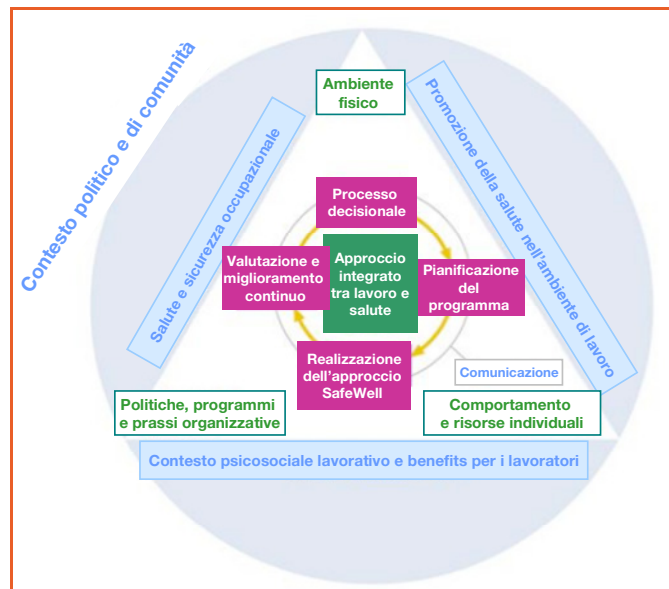 Contesto politico e di comunità
Ambiente
fisico
Salute e sicurezza occupazionale
Promozione della salute nell'ambiente di lavoro
Processo
decisionale
Valutazione e
miglioramento
continuo
Approccio
integrato
tra lavoro e
salute
Pianificazione
del
programma
Realizzazione
dell'approccio
SafeWell
Comunicazione
Politiche, programmi
e prassi organizzative
Comportamento
e risorse individuali
Contesto psicosociale lavorativo e benefits per i lavoratori